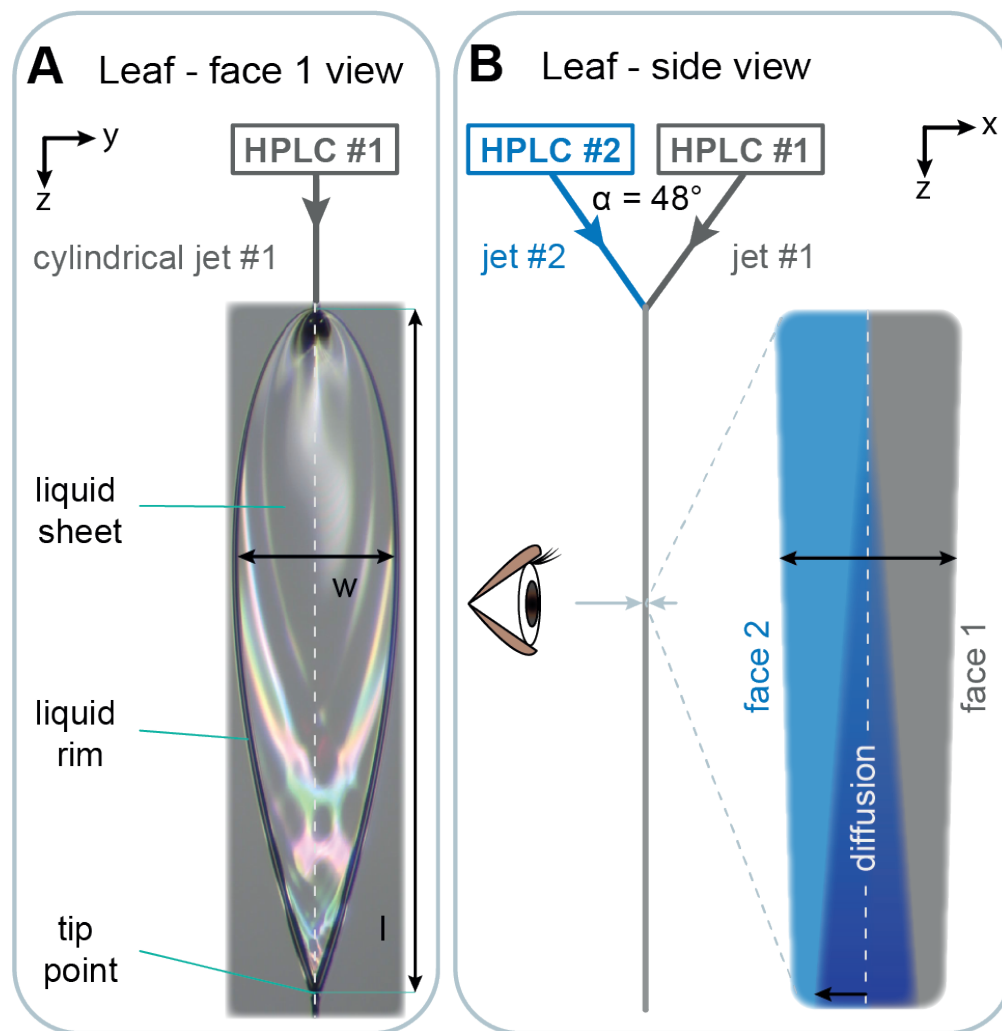 A Leaf - face 1 view
y
z
HPLC #1
cylindrical jet #1
liquid
sheet
w
liquid
rim
tip
point
l
B Leaf - side view
x
z
HPLC #2
HPLC #1
α = 48°
jet #2
jet #1
face 2
face 1
diffusion